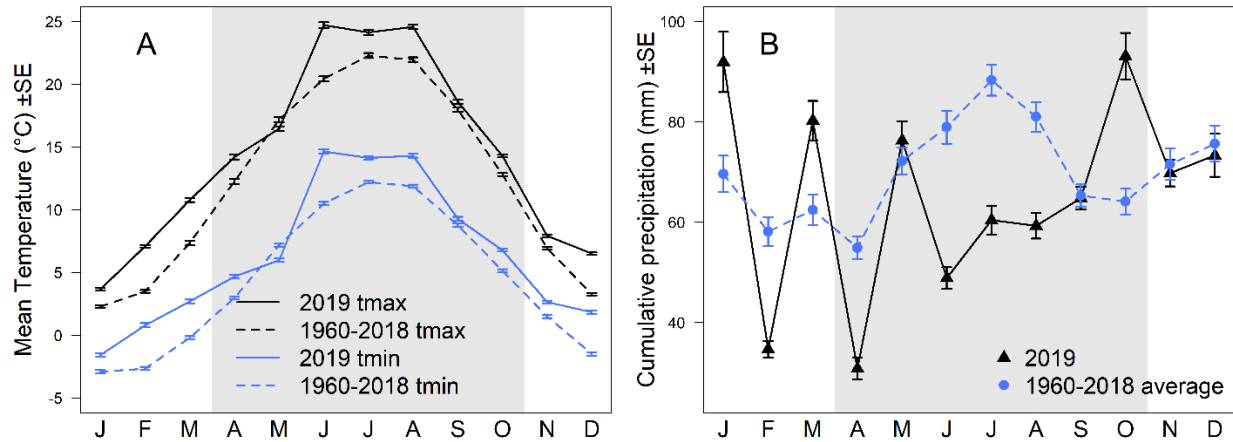 A
Mean Temperature (°C) ±SE
25
20
15
10
5
0
-5
2019 tmax
1960-2018 tmax
2019 tmin
1960-2018 tmin
J F M A M J J A S O N D
B
Cumulative precipitation (mm) ±SE
100
80
60
40
2019
1960-2018 average
J F M A M J J A S O N D